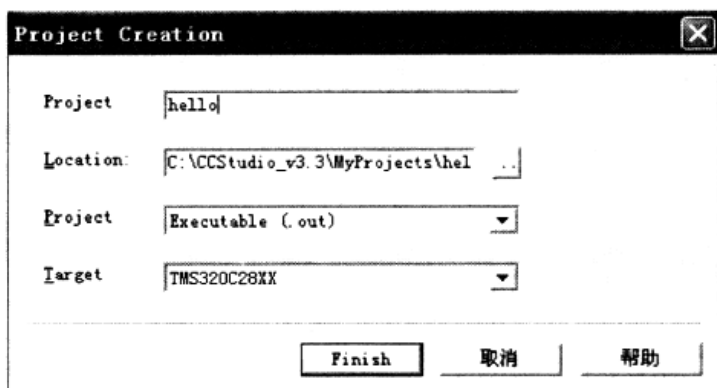 Project Creation
Project hello
Location: C:\CCStudio_v3.3\MyProjects\hel ..
Project Executable (.out)
Target TMS320C28XX
Finish 取消 帮助